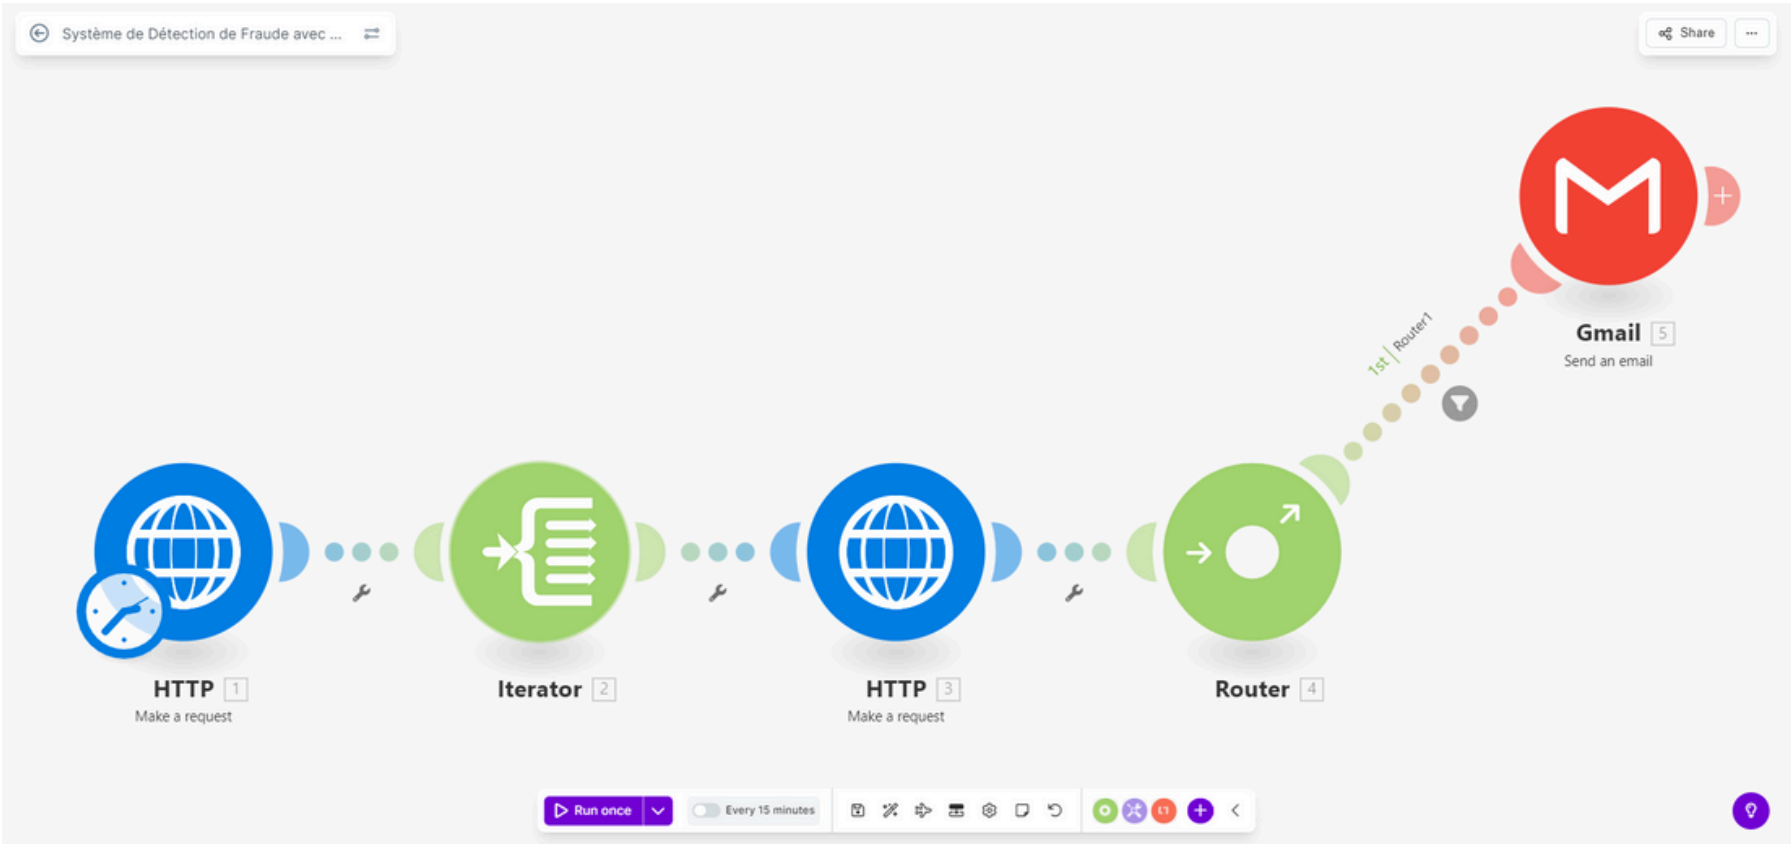 Système de Détection de Fraude avec ...
Share
1st | Router1
Gmail 5
Send an email
HTTP 1
Make a request
Iterator 2
HTTP 3
Make a request
Router 4
Run once
Every 15 minutes